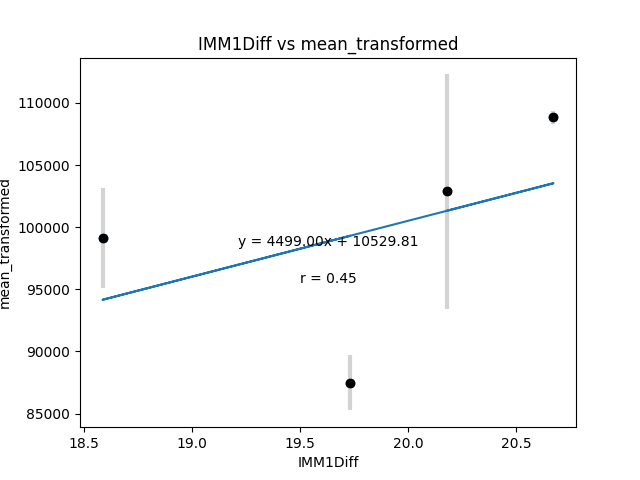 IMM1Diff vs mean_transformed
110000
105000
100000
95000
90000
85000
mean_transformed
y = 4499.00x + 10529.81
r = 0.45
18.5 19.0 19.5 20.0 20.5
IMM1Diff